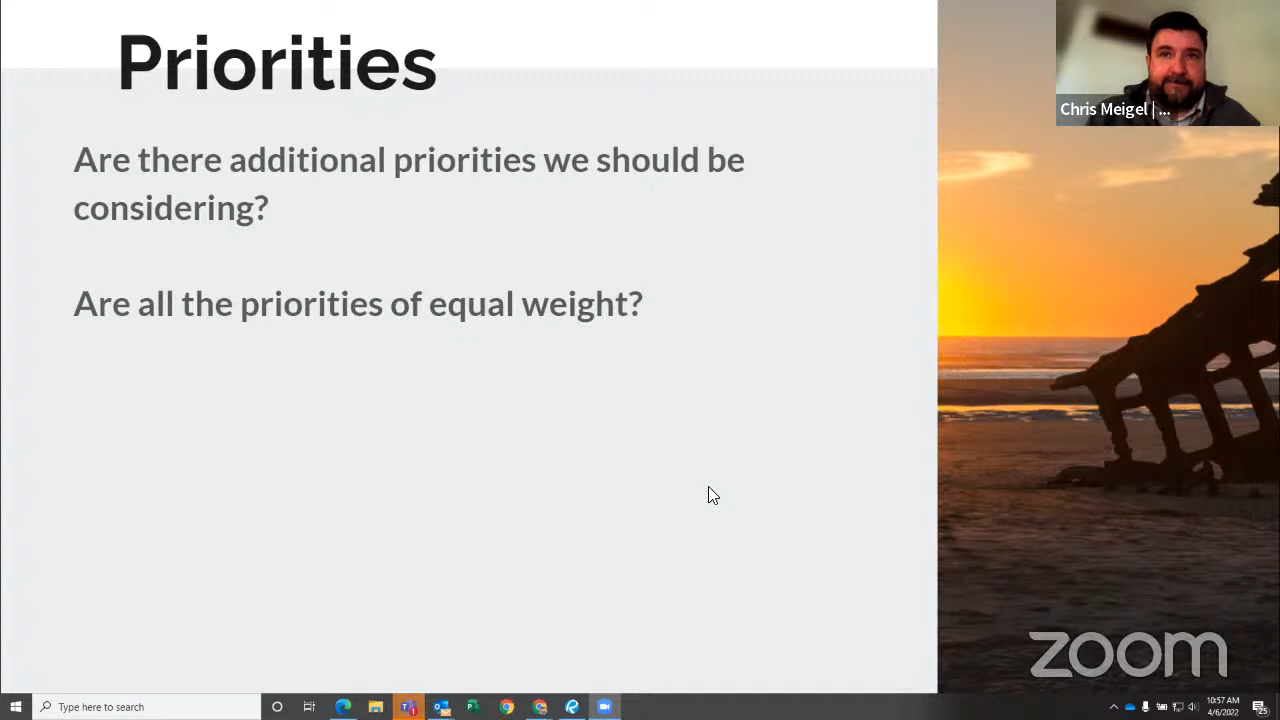 Priorities
Chris Meigel | ...
Are there additional priorities we should be
considering?
Are all the priorities of equal weight?
zoom
Type here to search
10:57 AM
4/6/2022
25